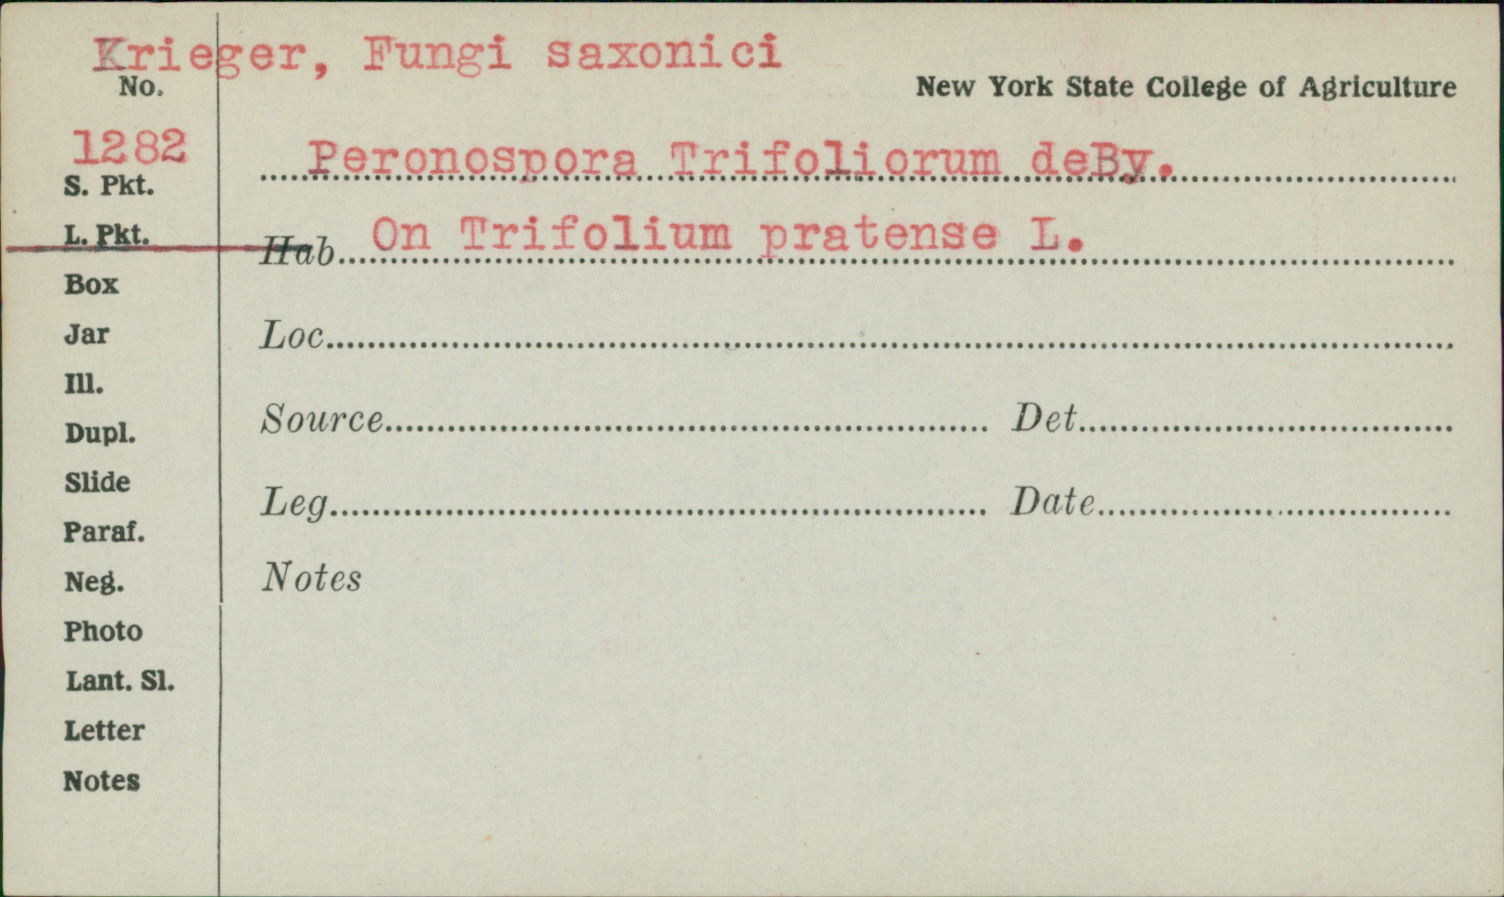 Krieger, Fungi saxonici
No.
New York State College of Agriculture
1282
Peronospora Trifoliorum deBy.
S. Pkt.
L. Pkt.
Hab. On Trifolium pratense L.
Box
Jar
Loc.
Ill.
Dupl.
Source
Det.
Slide
Leg.
Date
Paraf.
Neg.
Notes
Photo
Lant. Sl.
Letter
Notes